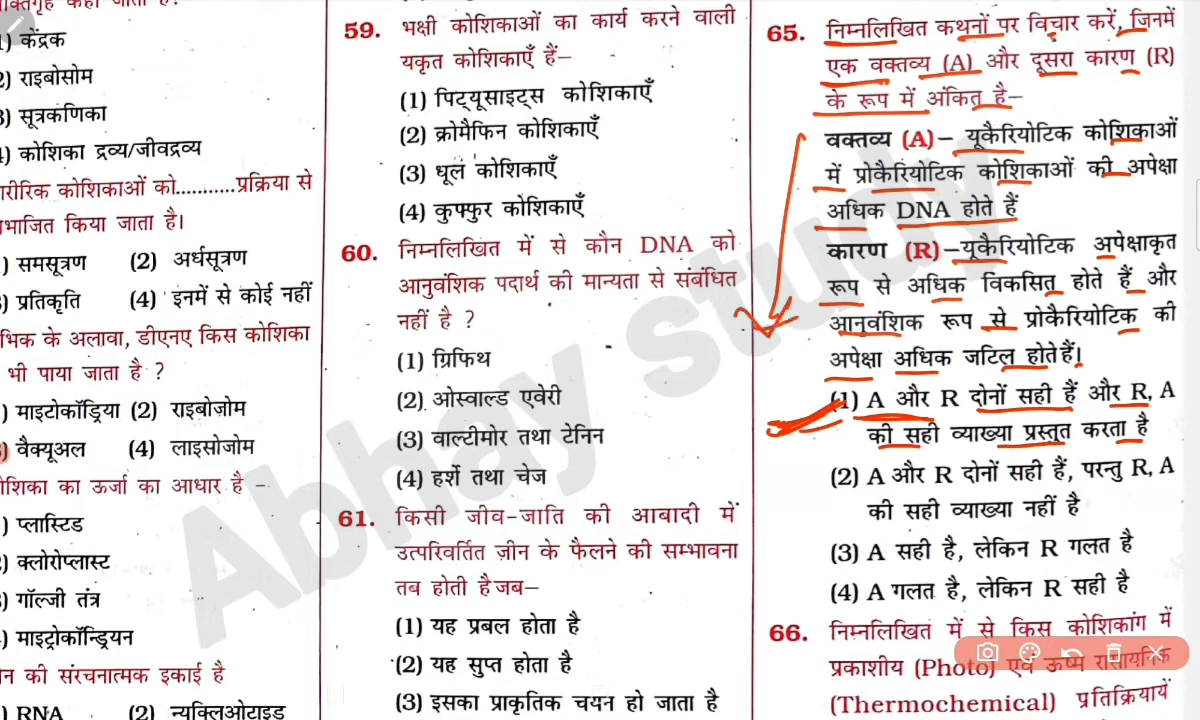 1) केंद्रक
2) राइबोसोम
3) सूत्रकणिका
कोशिका द्रव्य/जीवद्रव्य
कोशिकाओं को...........प्रक्रिया से
किया जाता है।
समसूत्रण (2) अर्धसूत्रण
प्रतिकृति (4) इनमें से कोई नहीं
के अलावा, डीएनए किस कोशिका
भी पाया जाता है ?
माइटोकॉड्रिया (2) राइबोज़ोम
वैक्यूअल (4) लाइसोजोम
का ऊर्जा का आधार है –
प्लास्टिड
क्लोरोप्लास्ट
गॉल्जी तंत्र
माइट्रोकॉन्ड्रियन
की संरचनात्मक इकाई है
RNA (2) न्यूक्लिओटाइड
59. भक्षी कोशिकाओं का कार्य करने वाली
यकृत कोशिकाएँ हैं–
(1) पिट्यूसाइट्स कोशिकाएँ
(2) क्रोमैफिन कोशिकाएँ
(3) धूल कोशिकाएँ
(4) कुफ्फुर कोशिकाएँ
60. निम्नलिखित में से कौन DNA को
आनुवंशिक पदार्थ की मान्यता से संबंधित
नहीं है ?
(1) ग्रिफिथ
(2) ओस्वाल्ड एवेरी
(3) वाल्टीमोर तथा टेनिन
(4) हर्शे तथा चेज
61. किसी जीव-जाति की आबादी में
उत्परिवर्तित ज़ीन के फैलने की सम्भावना
तब होती है जब–
(1) यह प्रबल होता है
(2) यह सुप्त होता है
(3) इसका प्राकृतिक चयन हो जाता है
65. निम्नलिखित कथनों पर विचार करें, जिनमें
एक वक्तव्य (A) और दूसरा कारण (R)
के रूप में अंकित है–
वक्तव्य (A)– यूकैरियोटिक कोशिकाओं
में प्रोकैरियोटिक कोशिकाओं की अपेक्षा
अधिक DNA होते हैं
कारण (R)–यूकैरियोटिक अपेक्षाकृत
रूप से अधिक विकसित होते हैं और
आनुवंशिक रूप से प्रोकैरियोटिक की
अपेक्षा अधिक जटिल होते हैं।
(1) A और R दोनों सही हैं और R, A
की सही व्याख्या प्रस्तुत करता है
(2) A और R दोनों सही हैं, परन्तु R, A
की सही व्याख्या नहीं है
(3) A सही है, लेकिन R गलत है
(4) A गलत है, लेकिन R सही है
66. निम्नलिखित में से किस कोशिकांग में
प्रकाशीय (Photo) एवं ऊष्म रासायनिक
(Thermochemical) प्रतिक्रियायें
Abhay study